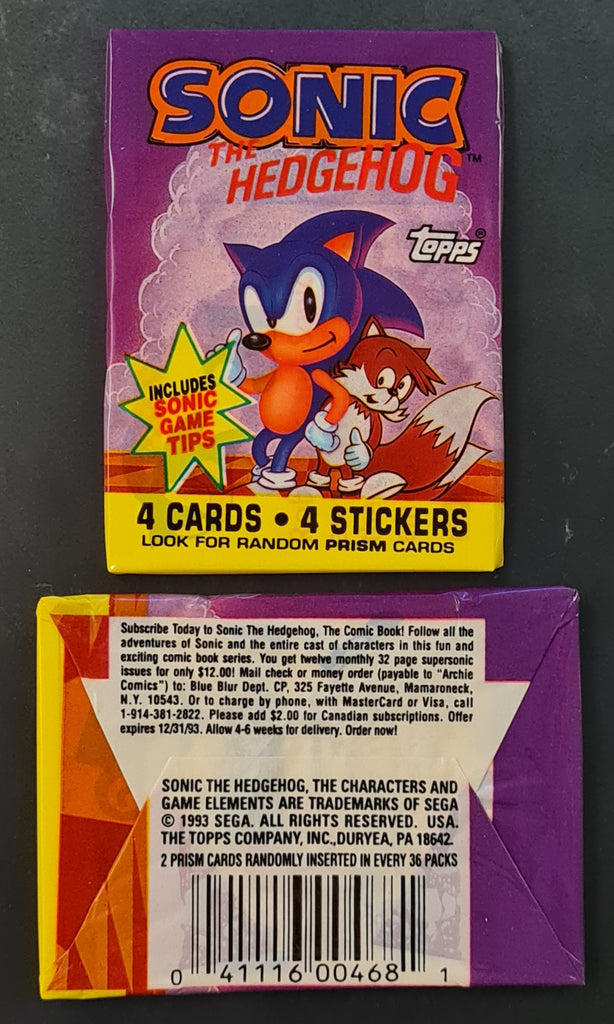 SONIC
THE
HEDGEHOG™
Topps®
INCLUDES
SONIC
GAME
TIPS
4 CARDS • 4 STICKERS
LOOK FOR RANDOM PRISM CARDS
Subscribe Today to Sonic The Hedgehog, The Comic Book! Follow all the
adventures of Sonic and the entire cast of characters in this fun and
exciting comic book series. You get twelve monthly 32 page supersonic
issues for only $12.00! Mail check or money order (payable to "Archie
Comics") to: Blue Blur Dept. CP, 325 Fayette Avenue, Mamaroneck,
N.Y. 10543. Or to charge by phone, with MasterCard or Visa, call
1-914-381-2822. Please add $2.00 for Canadian subscriptions. Offer
expires 12/31/93. Allow 4-6 weeks for delivery. Order now!
SONIC THE HEDGEHOG, THE CHARACTERS AND
GAME ELEMENTS ARE TRADEMARKS OF SEGA
© 1993 SEGA. ALL RIGHTS RESERVED. USA.
THE TOPPS COMPANY, INC.,DURYEA, PA 18642.
2 PRISM CARDS RANDOMLY INSERTED IN EVERY 36 PACKS
0 41116 00468 1